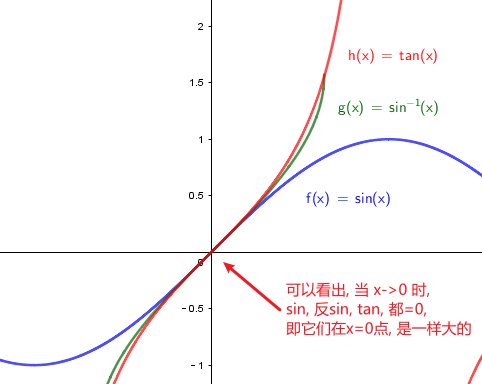 2
h(x) = tan(x)
1.5
g(x) = sin⁻¹(x)
1
0.5
f(x) = sin(x)
0
可以看出, 当 x->0 时,
sin, 反sin, tan, 都=0,
即它们在x=0点, 是一样大的
-0.5
-1